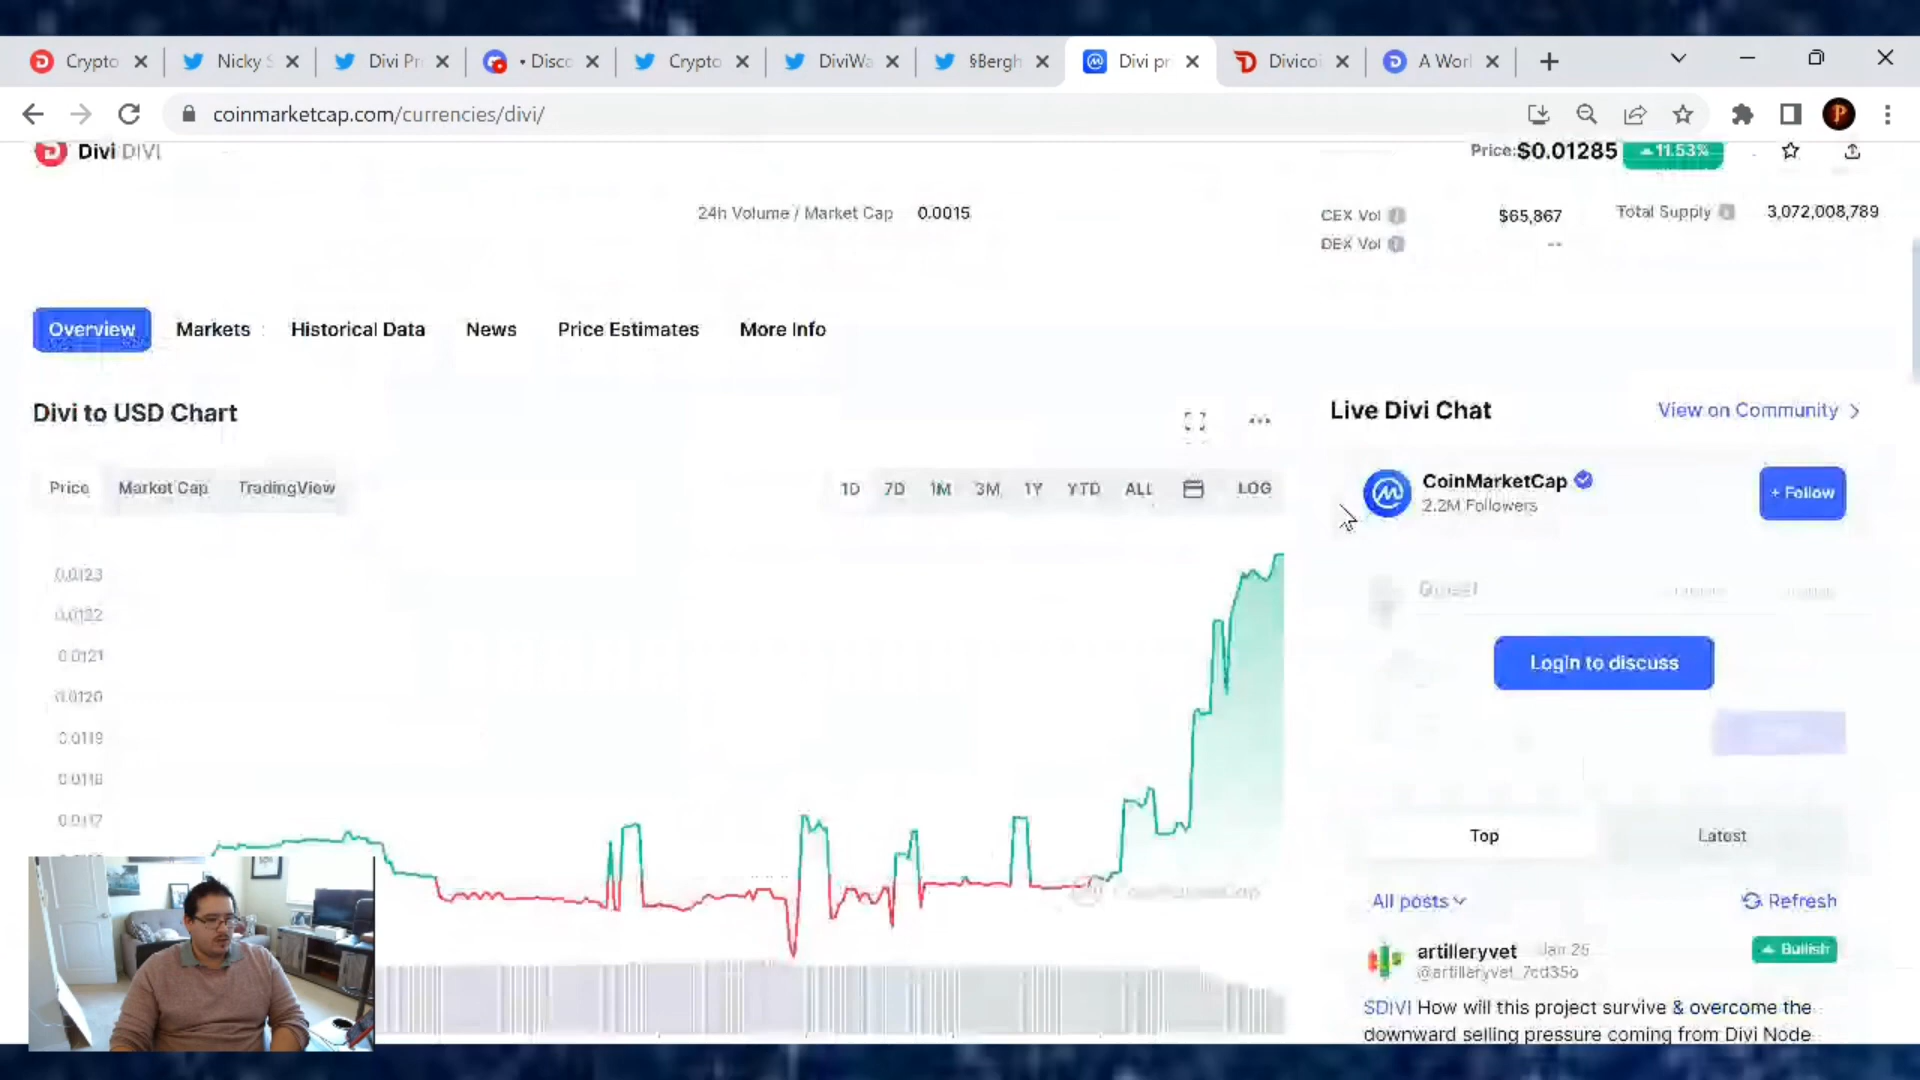 Crypto
Nicky S
Divi Pr
• Disco
Crypto
DiviWa
§Bergh
Divi pr
Divicoi
A Worl
coinmarketcap.com/currencies/divi/
Divi DIVI
Price:$0.01285
11.53%
24h Volume / Market Cap 0.0015
CEX Vol $65,867
Total Supply 3,072,008,789
DEX Vol --
Overview Markets Historical Data News Price Estimates More Info
Divi to USD Chart
Live Divi Chat
View on Community
Price Market Cap TradingView
1D 7D 1M 3M 1Y YTD ALL LOG
CoinMarketCap
2.2M Followers
+ Follow
0.0123
0.0122
0.0121
0.0120
0.0119
0.0118
0.0117
CoinMarketCap
Login to discuss
Top Latest
All posts
Refresh
artilleryvet Jan 25
Bullish
$DIVI How will this project survive & overcome the
downward selling pressure coming from Divi Node